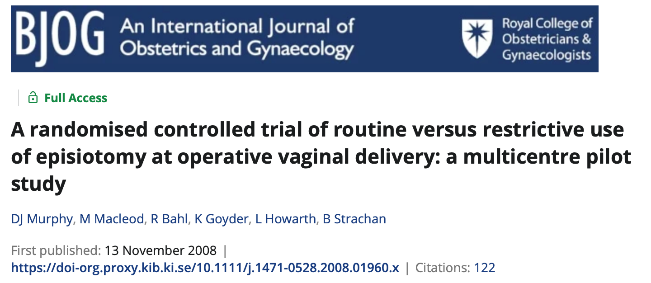 BJOG An International Journal of
Obstetrics and Gynaecology
Royal College of
Obstetricians &
Gynaecologists
Full Access
A randomised controlled trial of routine versus restrictive use
of episiotomy at operative vaginal delivery: a multicentre pilot
study
DJ Murphy, M Macleod, R Bahl, K Goyder, L Howarth, B Strachan
First published: 13 November 2008 |
https://doi-org.proxy.kib.ki.se/10.1111/j.1471-0528.2008.01960.x | Citations: 122